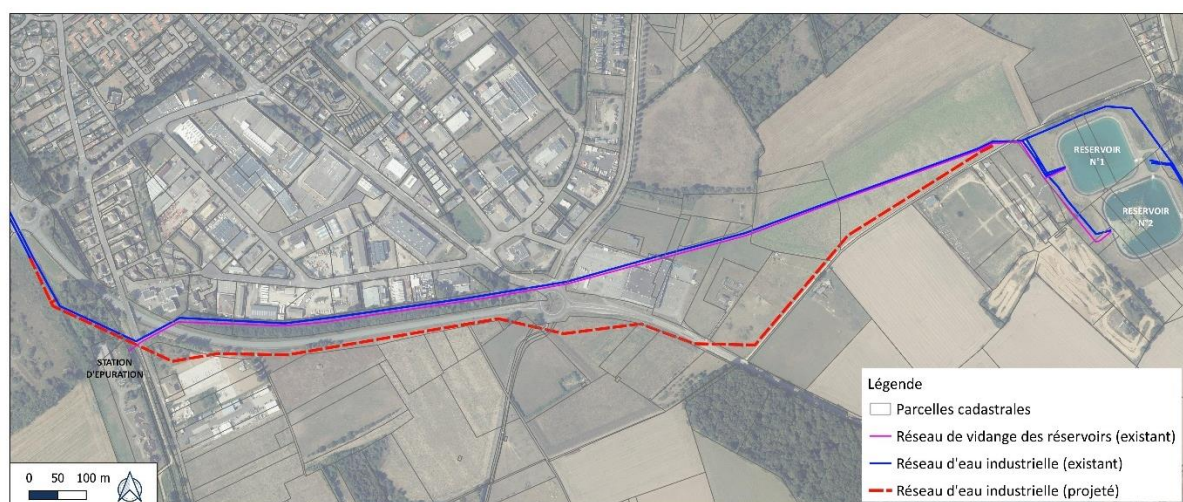 RESERVOIR
N°1
RESERVOIR
N°2
STATION
D'EPURATION
Légende
Parcelles cadastrales
Réseau de vidange des réservoirs (existant)
Réseau d'eau industrielle (existant)
Réseau d'eau industrielle (projeté)
0 50 100 m